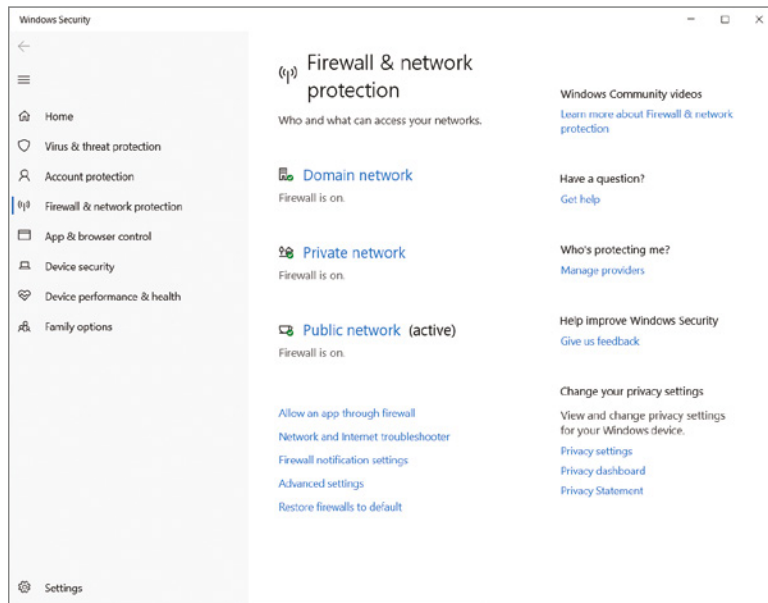 Windows Security
Home
Virus & threat protection
Account protection
Firewall & network protection
App & browser control
Device security
Device performance & health
Family options
Settings
Firewall & network
protection
Who and what can access your networks.
Domain network
Firewall is on.
Private network
Firewall is on.
Public network (active)
Firewall is on.
Allow an app through firewall
Network and Internet troubleshooter
Firewall notification settings
Advanced settings
Restore firewalls to default
Windows Community videos
Learn more about Firewall & network
protection
Have a question?
Get help
Who's protecting me?
Manage providers
Help improve Windows Security
Give us feedback
Change your privacy settings
View and change privacy settings
for your Windows device.
Privacy settings
Privacy dashboard
Privacy Statement